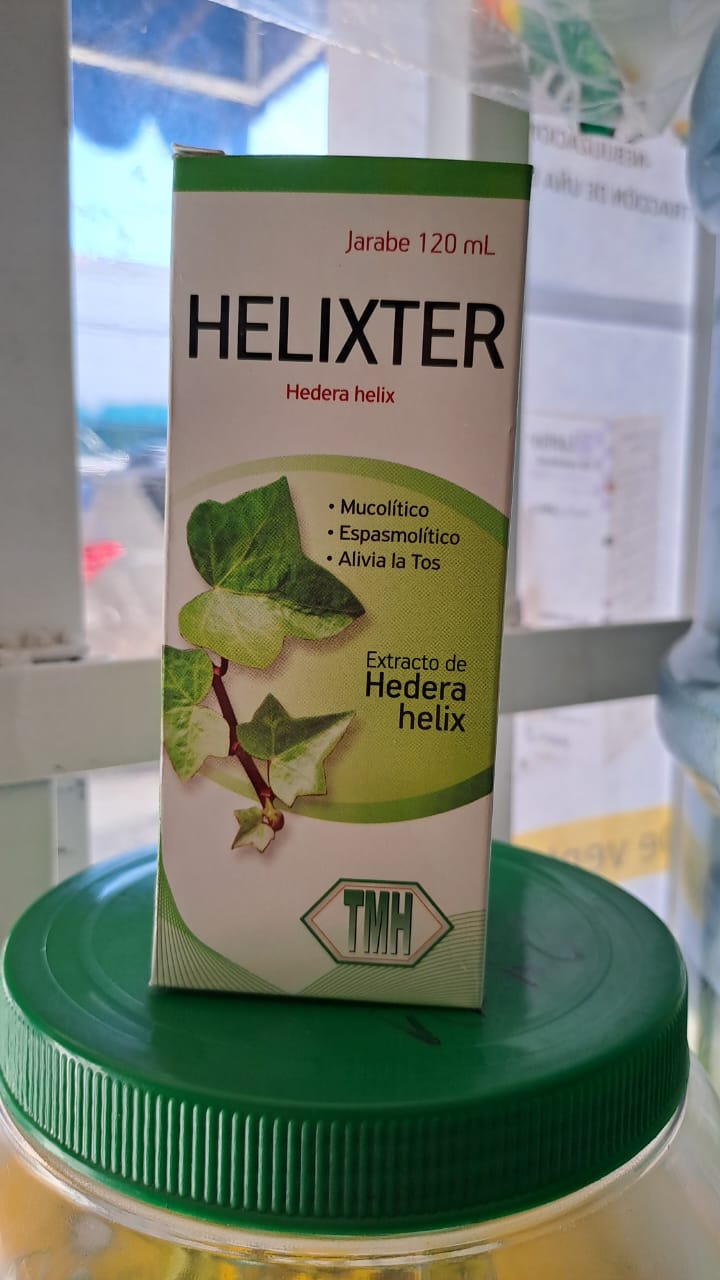 Jarabe 120 mL
HELIXTER
Hedera helix
• Mucolítico
• Espasmolítico
• Alivia la Tos
Extracto de
Hedera
helix
TMH